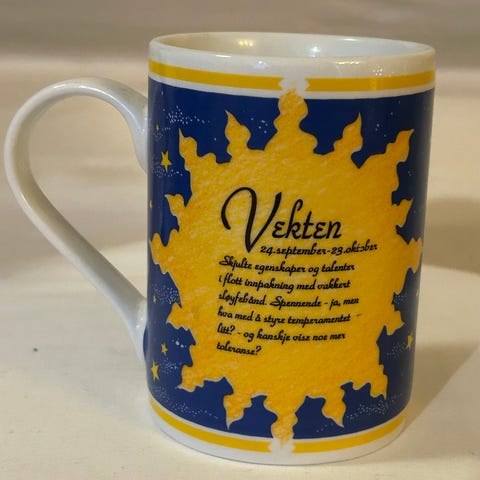 Vekten
24.september-23.oktober
Skjulte egenskaper og talenter
i flott innpakning med vakkert
sløyfebånd. Spennende - ja, men
hva med å styre temperamentet -
litt? - og kanskje vise noe mer
toleranse?